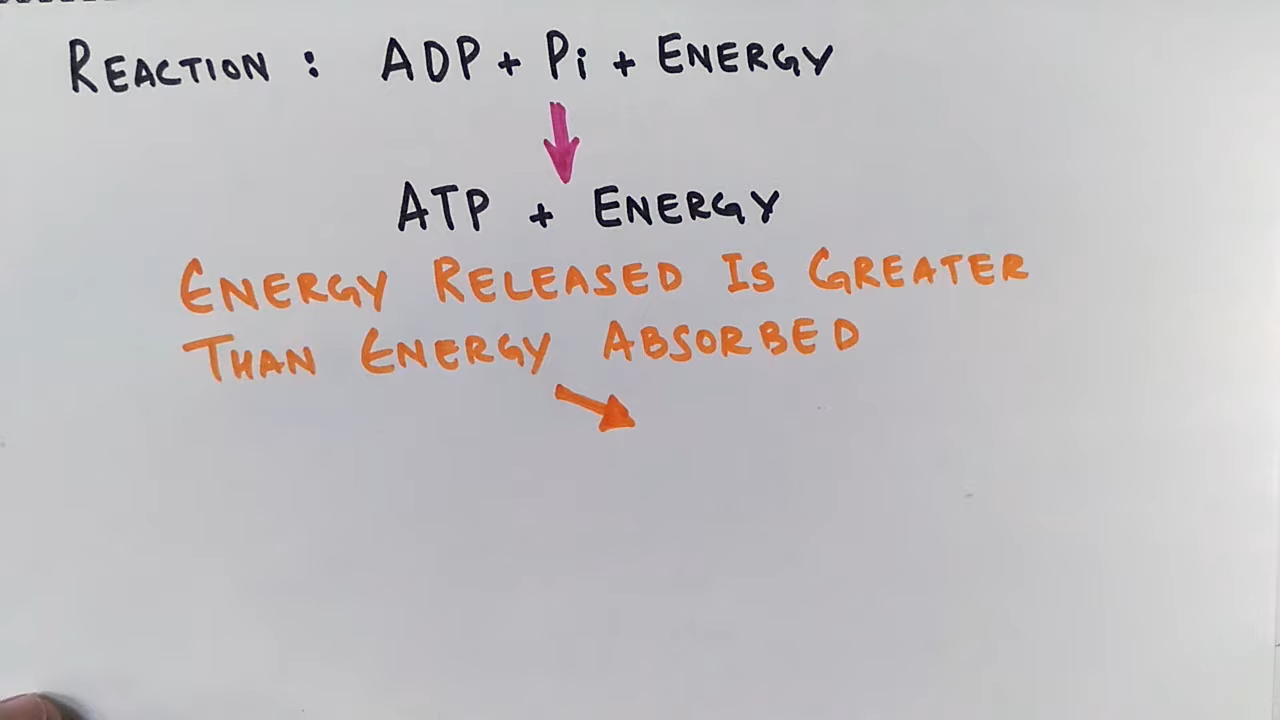 REACTION : ADP + Pi + ENERGY
ATP + ENERGY
ENERGY RELEASED IS GREATER
THAN ENERGY ABSORBED